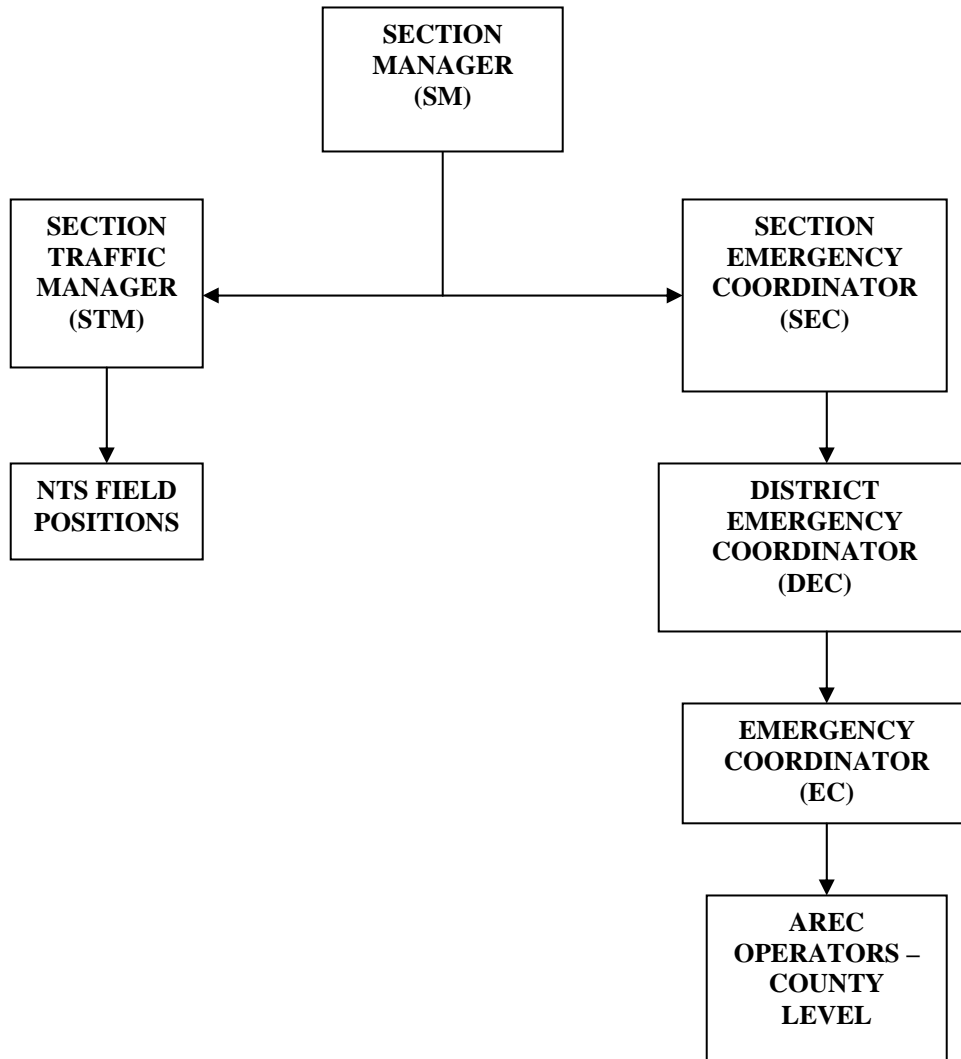 SECTION
MANAGER
(SM)
SECTION
TRAFFIC
MANAGER
(STM)
SECTION
EMERGENCY
COORDINATOR
(SEC)
NTS FIELD
POSITIONS
DISTRICT
EMERGENCY
COORDINATOR
(DEC)
EMERGENCY
COORDINATOR
(EC)
AREC
OPERATORS –
COUNTY
LEVEL